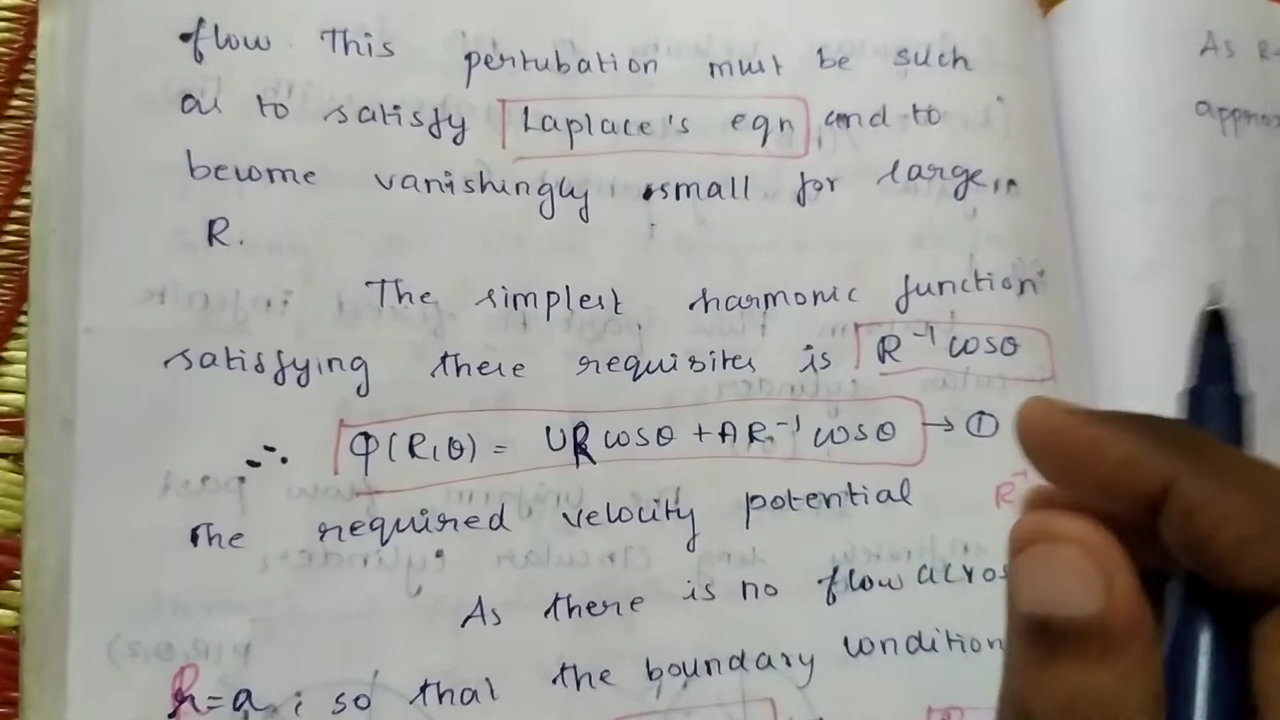 flow This pertubation must be such
as to satisfy Laplace's eqn and to
become vanishingly small for large
R.
The simplest harmonic function
satisfying these requisites is R⁻¹ cosθ
∴ φ(R,θ) = UR cosθ + AR⁻¹ cosθ → ①
The required velocity potential R⁻¹
As there is no flow acros
R=a, so that the boundary condition
As R
approx